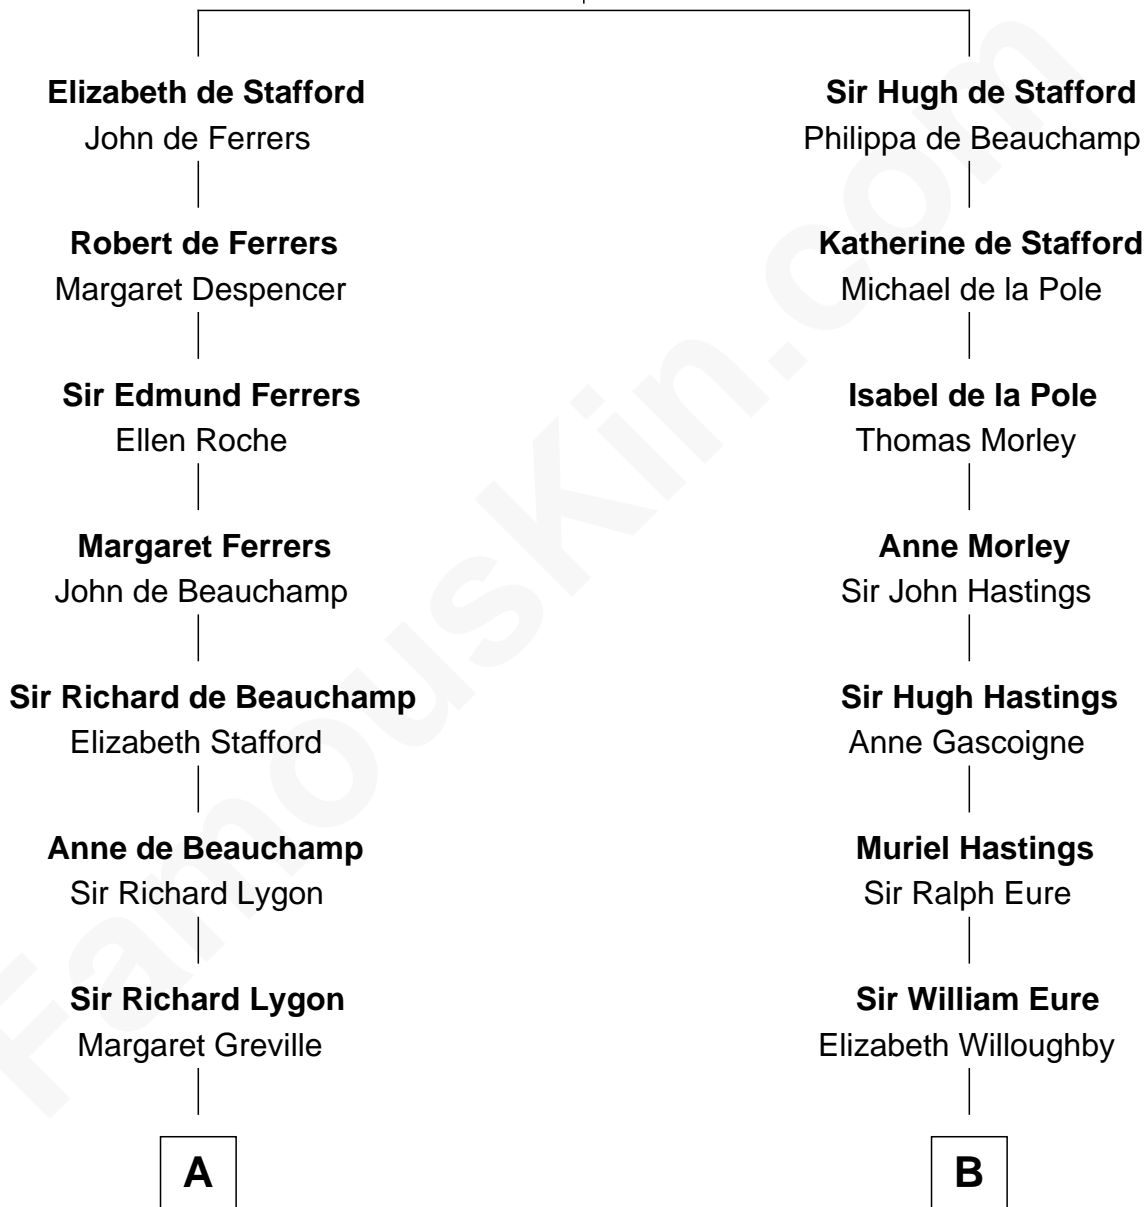 Elizabeth de Stafford
John de Ferrers
Robert de Ferrers
Margaret Despencer
Sir Edmund Ferrers
Ellen Roche
Margaret Ferrers
John de Beauchamp
Sir Richard de Beauchamp
Elizabeth Stafford
Anne de Beauchamp
Sir Richard Lygon
Sir Richard Lygon
Margaret Greville
A
Sir Hugh de Stafford
Philippa de Beauchamp
Katherine de Stafford
Michael de la Pole
Isabel de la Pole
Thomas Morley
Anne Morley
Sir John Hastings
Sir Hugh Hastings
Anne Gascoigne
Muriel Hastings
Sir Ralph Eure
Sir William Eure
Elizabeth Willoughby
B
FamousKin.com